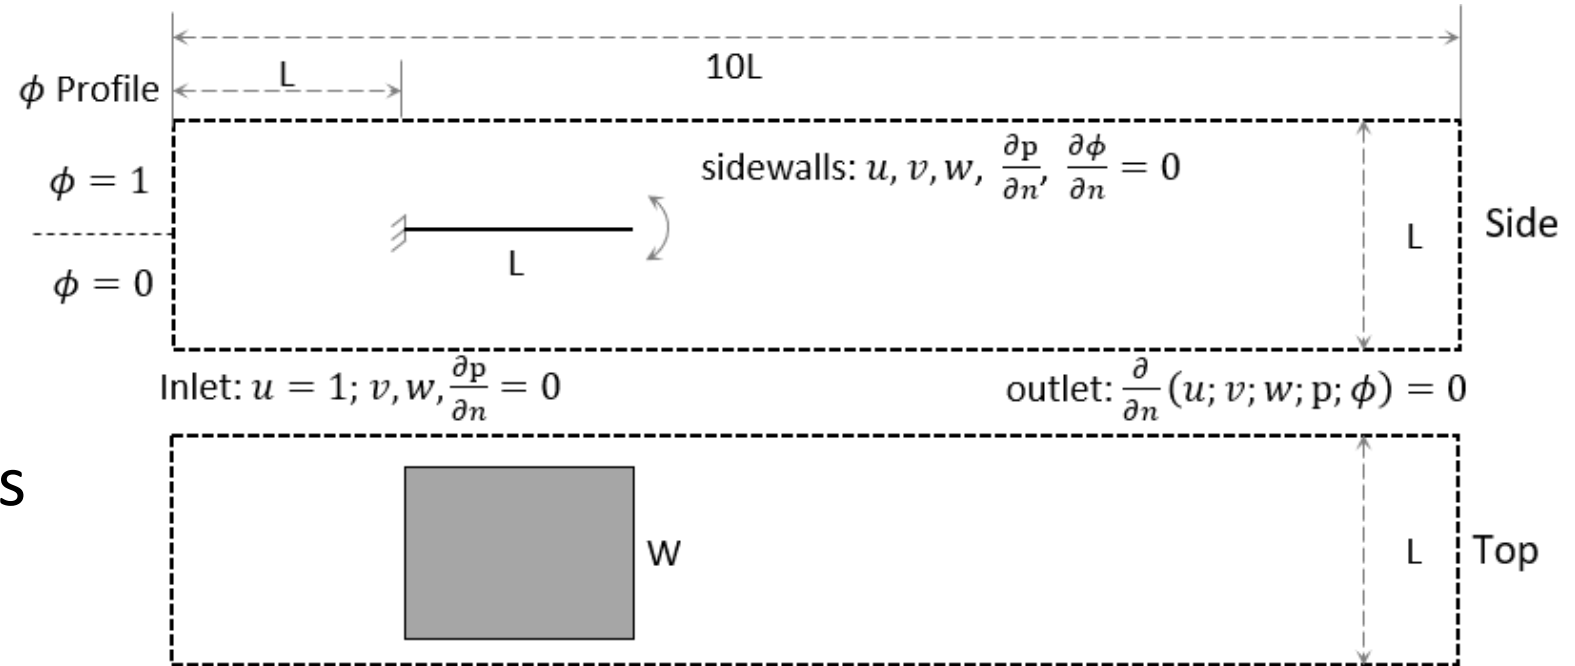 10L
L
ϕ Profile
ϕ = 1
sidewalls: u, v, w, ∂p/∂n, ∂ϕ/∂n = 0
L
Side
L
ϕ = 0
Inlet: u = 1; v, w, ∂p/∂n = 0
outlet: ∂/∂n (u; v; w; p; ϕ) = 0
s
W
L
Top